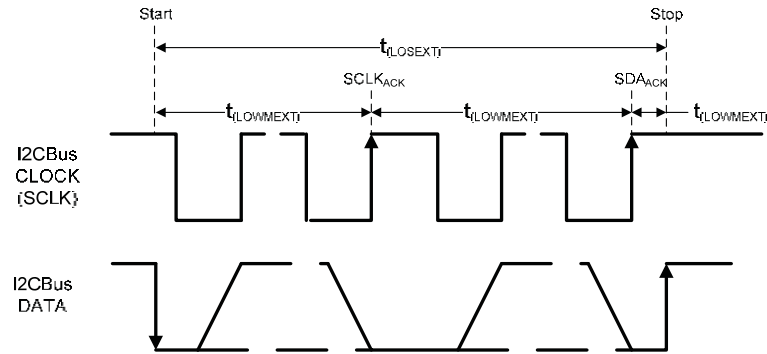 Start
Stop
t(LOSEXT)
SCLKACK
SDAACK
t(LOWMEXT)
t(LOWMEXT)
t(LOWMEXT)
I2CBus
CLOCK
(SCLK)
I2CBus
DATA